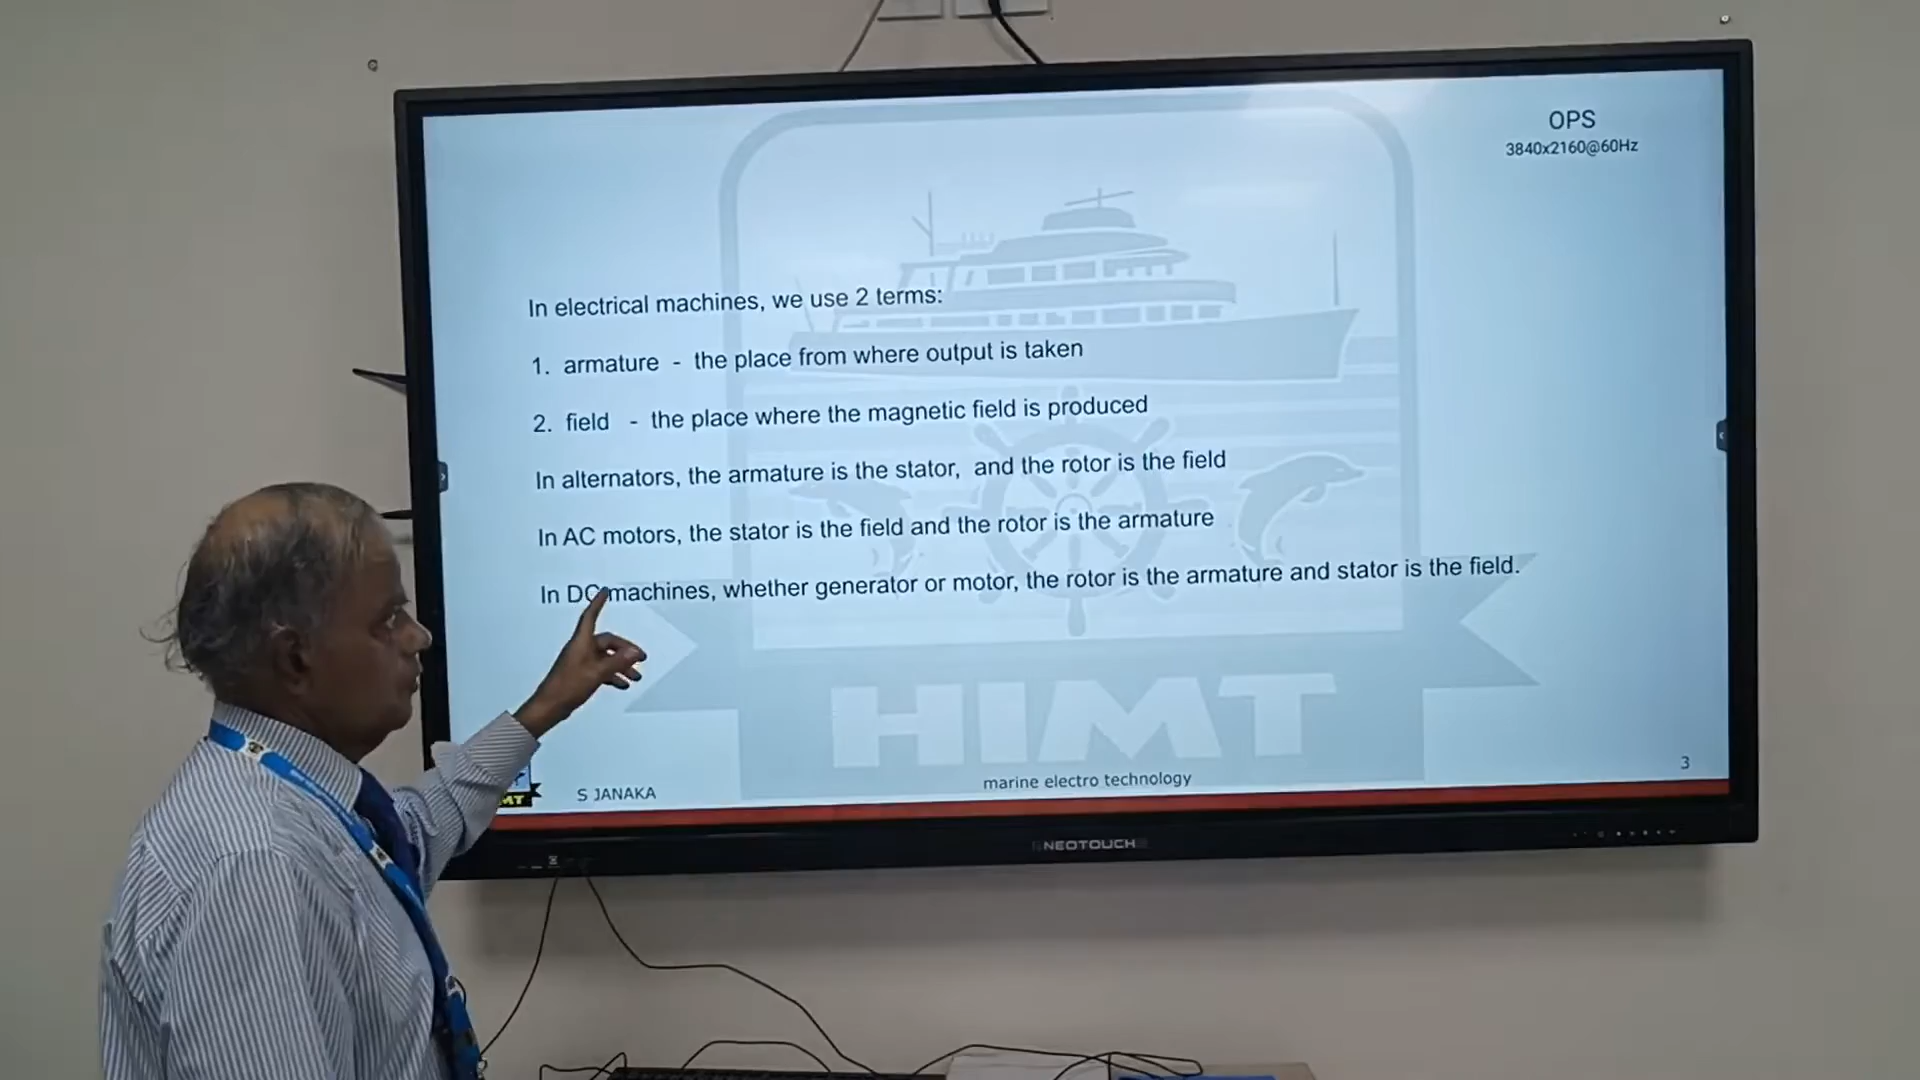 OPS
3840x2160@60Hz
In electrical machines, we use 2 terms:
1. armature - the place from where output is taken
2. field - the place where the magnetic field is produced
In alternators, the armature is the stator, and the rotor is the field
In AC motors, the stator is the field and the rotor is the armature
In DC machines, whether generator or motor, the rotor is the armature and stator is the field.
HIMT
S JANAKA
marine electro technology
3
NEOTOUCH